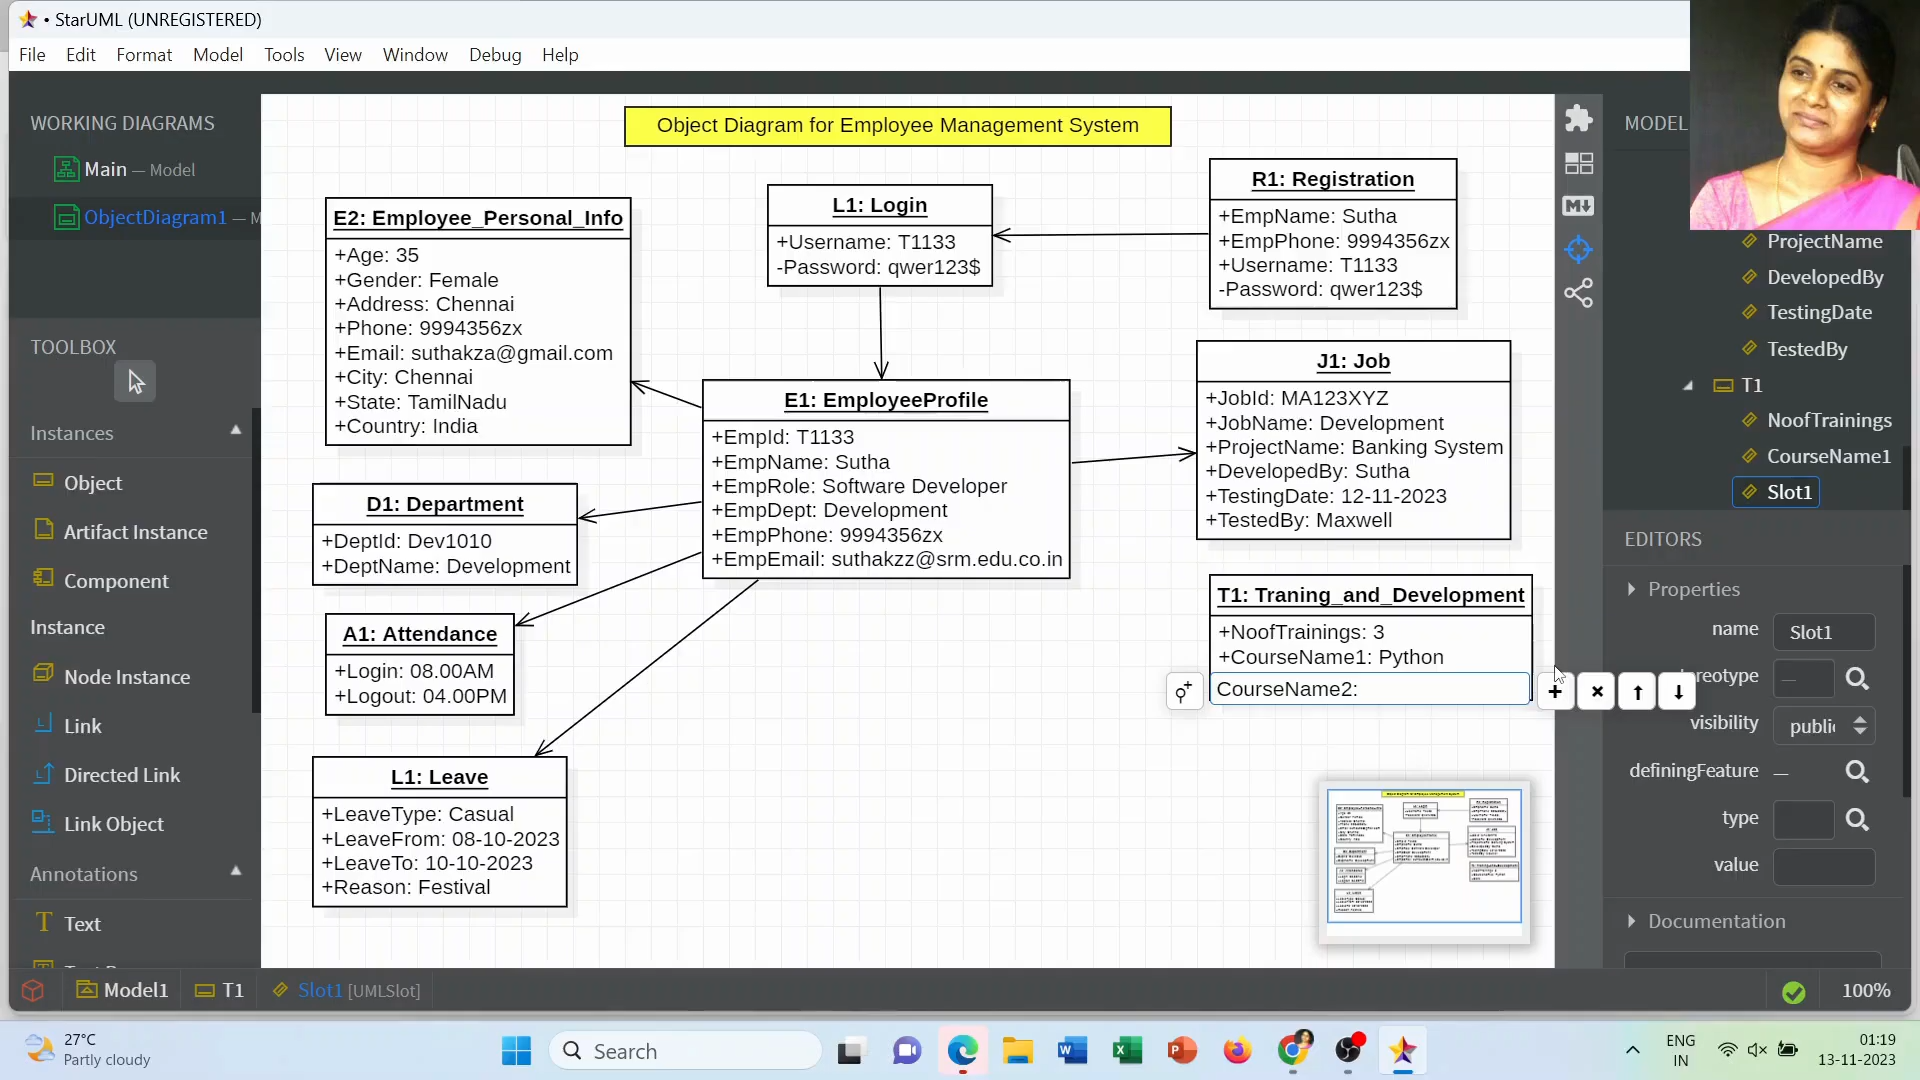 • StarUML (UNREGISTERED)
File Edit Format Model Tools View Window Debug Help
WORKING DIAGRAMS
Main — Model
ObjectDiagram1 — M
TOOLBOX
Instances
Object
Artifact Instance
Component
Instance
Node Instance
Link
Directed Link
Link Object
Annotations
Text
Object Diagram for Employee Management System
E2: Employee_Personal_Info
+Age: 35
+Gender: Female
+Address: Chennai
+Phone: 9994356zx
+Email: suthakza@gmail.com
+City: Chennai
+State: TamilNadu
+Country: India
L1: Login
+Username: T1133
-Password: qwer123$
R1: Registration
+EmpName: Sutha
+EmpPhone: 9994356zx
+Username: T1133
-Password: qwer123$
E1: EmployeeProfile
+EmpId: T1133
+EmpName: Sutha
+EmpRole: Software Developer
+EmpDept: Development
+EmpPhone: 9994356zx
+EmpEmail: suthakzz@srm.edu.co.in
J1: Job
+JobId: MA123XYZ
+JobName: Development
+ProjectName: Banking System
+DevelopedBy: Sutha
+TestingDate: 12-11-2023
+TestedBy: Maxwell
D1: Department
+DeptId: Dev1010
+DeptName: Development
A1: Attendance
+Login: 08.00AM
+Logout: 04.00PM
T1: Traning_and_Development
+NoofTrainings: 3
+CourseName1: Python
CourseName2:
L1: Leave
+LeaveType: Casual
+LeaveFrom: 08-10-2023
+LeaveTo: 10-10-2023
+Reason: Festival
MODEL
ProjectName
DevelopedBy
TestingDate
TestedBy
T1
NoofTrainings
CourseName1
Slot1
EDITORS
Properties
name Slot1
reotype —
visibility public
definingFeature —
type
value
Documentation
Model1 T1 Slot1 [UMLSlot]
100%
27°C
Partly cloudy
Search
ENG
IN
01:19
13-11-2023